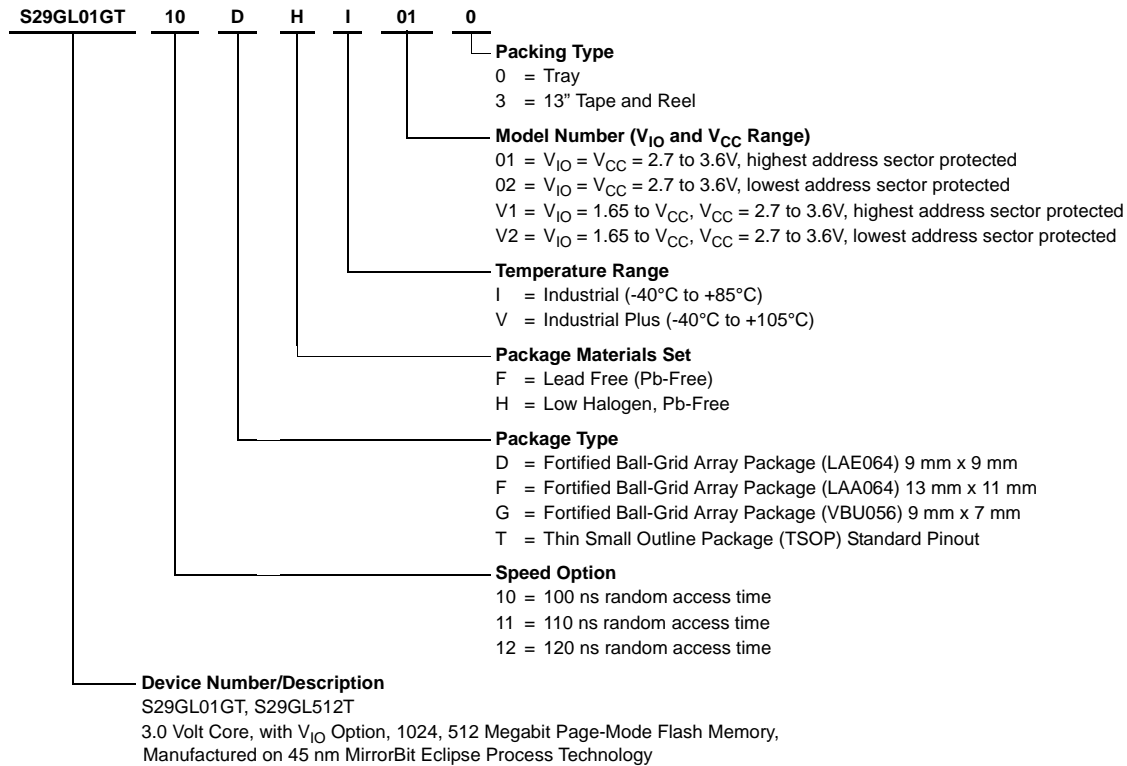 S29GL01GT 10 D H I 01 0
Packing Type
0 = Tray
3 = 13" Tape and Reel
Model Number (VIO and VCC Range)
01 = VIO = VCC = 2.7 to 3.6V, highest address sector protected
02 = VIO = VCC = 2.7 to 3.6V, lowest address sector protected
V1 = VIO = 1.65 to VCC, VCC = 2.7 to 3.6V, highest address sector protected
V2 = VIO = 1.65 to VCC, VCC = 2.7 to 3.6V, lowest address sector protected
Temperature Range
I = Industrial (-40°C to +85°C)
V = Industrial Plus (-40°C to +105°C)
Package Materials Set
F = Lead Free (Pb-Free)
H = Low Halogen, Pb-Free
Package Type
D = Fortified Ball-Grid Array Package (LAE064) 9 mm x 9 mm
F = Fortified Ball-Grid Array Package (LAA064) 13 mm x 11 mm
G = Fortified Ball-Grid Array Package (VBU056) 9 mm x 7 mm
T = Thin Small Outline Package (TSOP) Standard Pinout
Speed Option
10 = 100 ns random access time
11 = 110 ns random access time
12 = 120 ns random access time
Device Number/Description
S29GL01GT, S29GL512T
3.0 Volt Core, with VIO Option, 1024, 512 Megabit Page-Mode Flash Memory,
Manufactured on 45 nm MirrorBit Eclipse Process Technology